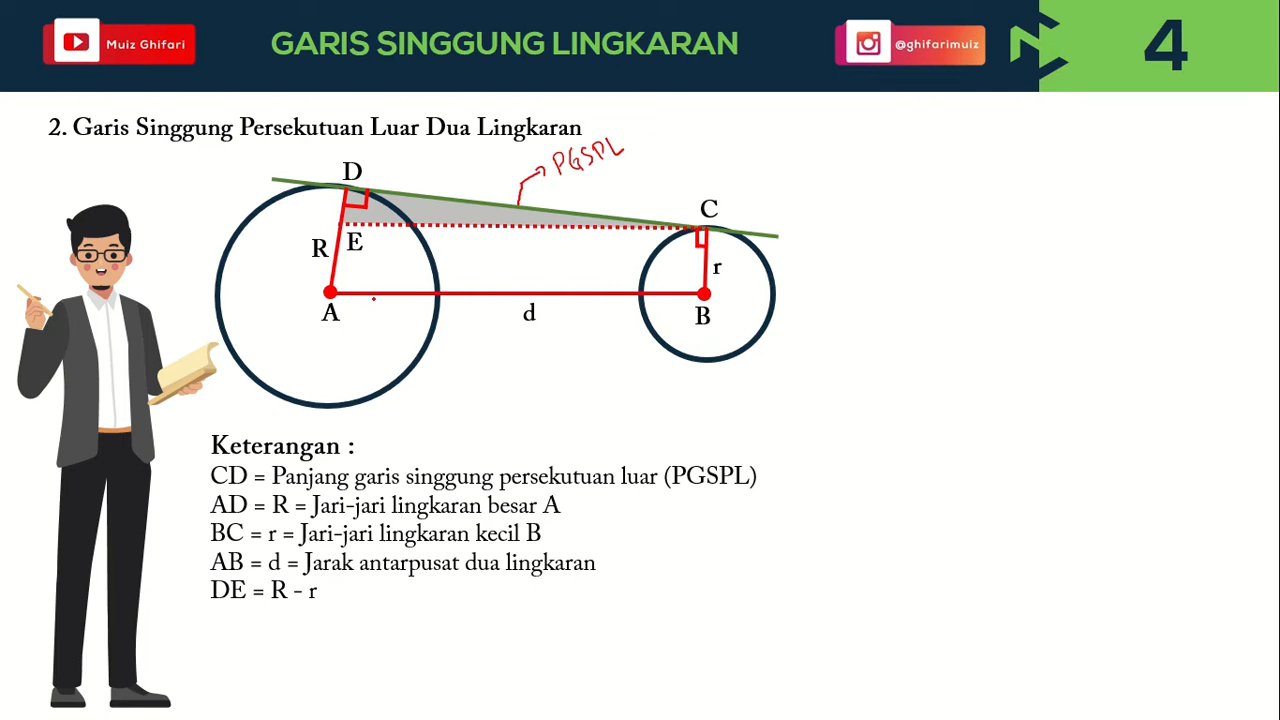 Muiz Ghifari
GARIS SINGGUNG LINGKARAN
@ghifarimuiz
4
2. Garis Singgung Persekutuan Luar Dua Lingkaran
PGSPL
D
C
R
E
r
A
d
B
Keterangan :
CD = Panjang garis singgung persekutuan luar (PGSPL)
AD = R = Jari-jari lingkaran besar A
BC = r = Jari-jari lingkaran kecil B
AB = d = Jarak antarpusat dua lingkaran
DE = R - r